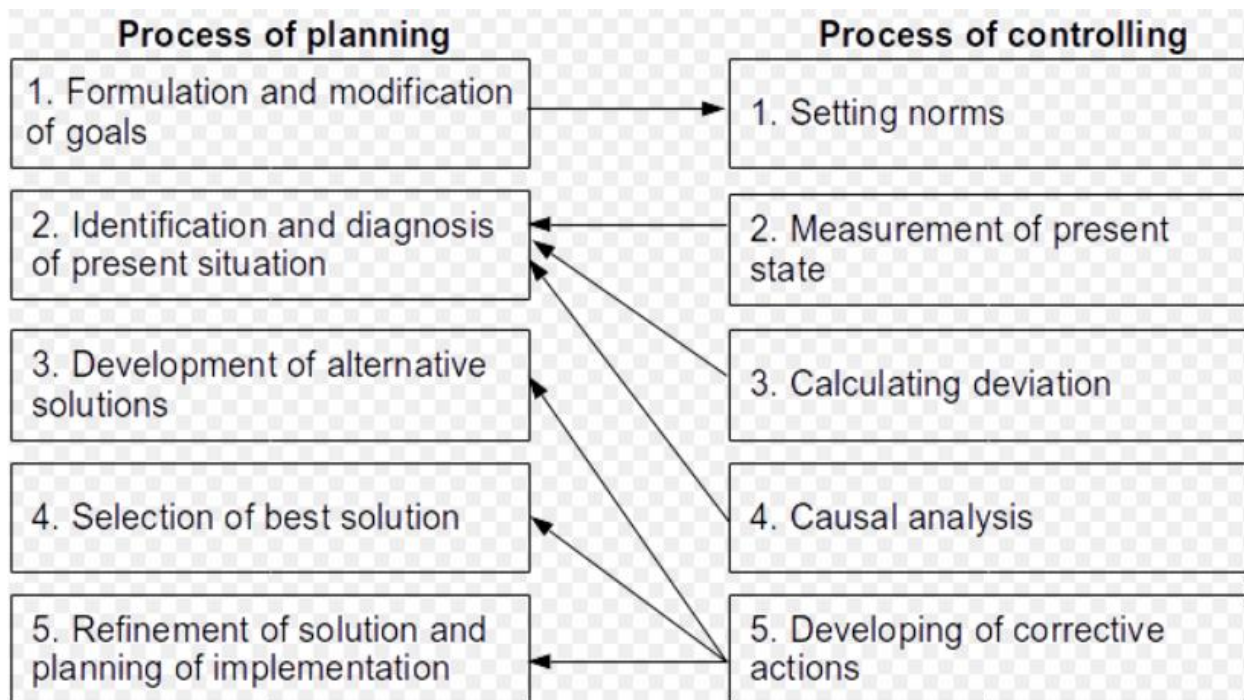 Process of planning
Process of controlling
1. Formulation and modification
of goals
1. Setting norms
2. Identification and diagnosis
of present situation
2. Measurement of present
state
3. Development of alternative
solutions
3. Calculating deviation
4. Selection of best solution
4. Causal analysis
5. Refinement of solution and
planning of implementation
5. Developing of corrective
actions